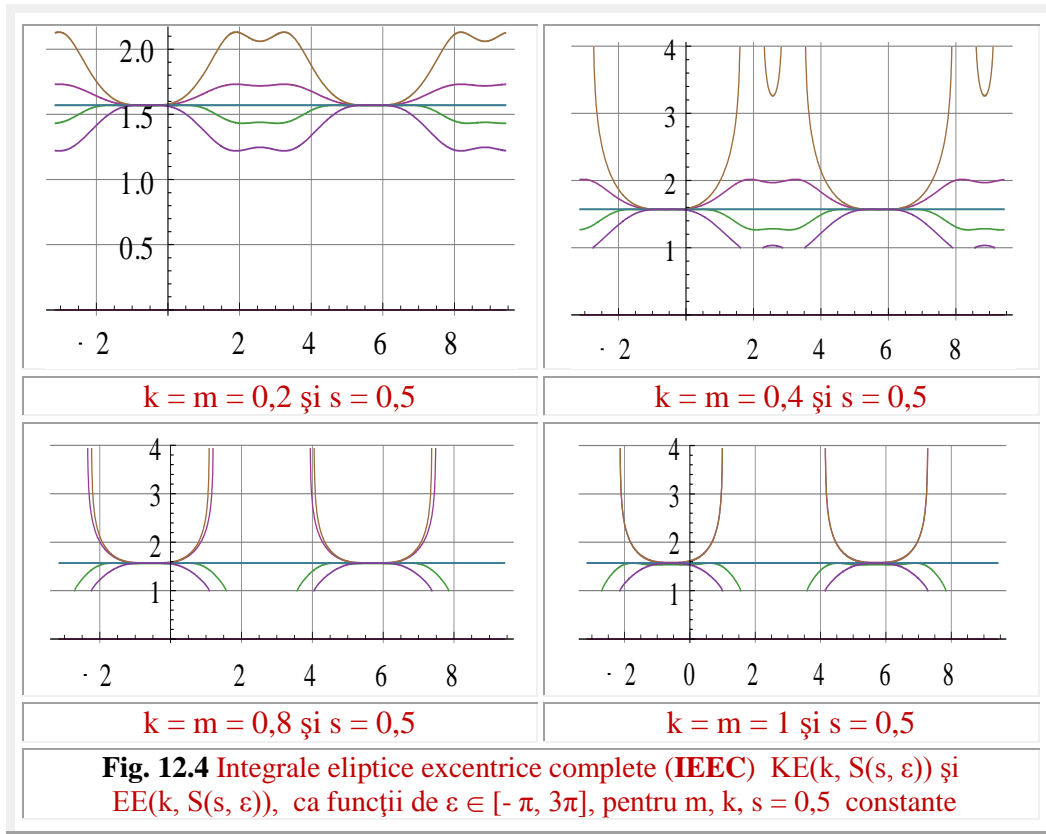 2.0
1.5
1.0
0.5
- 2 2 4 6 8
4
3
2
1
- 2 2 4 6 8
k = m = 0,2 şi s = 0,5
k = m = 0,4 şi s = 0,5
4
3
2
1
- 2 2 4 6 8
4
3
2
1
- 2 0 2 4 6 8
k = m = 0,8 şi s = 0,5
k = m = 1 şi s = 0,5
Fig. 12.4 Integrale eliptice excentrice complete (IEEC) KE(k, S(s, ε)) şi
EE(k, S(s, ε)), ca funcţii de ε ∈ [- π, 3π], pentru m, k, s = 0,5 constante